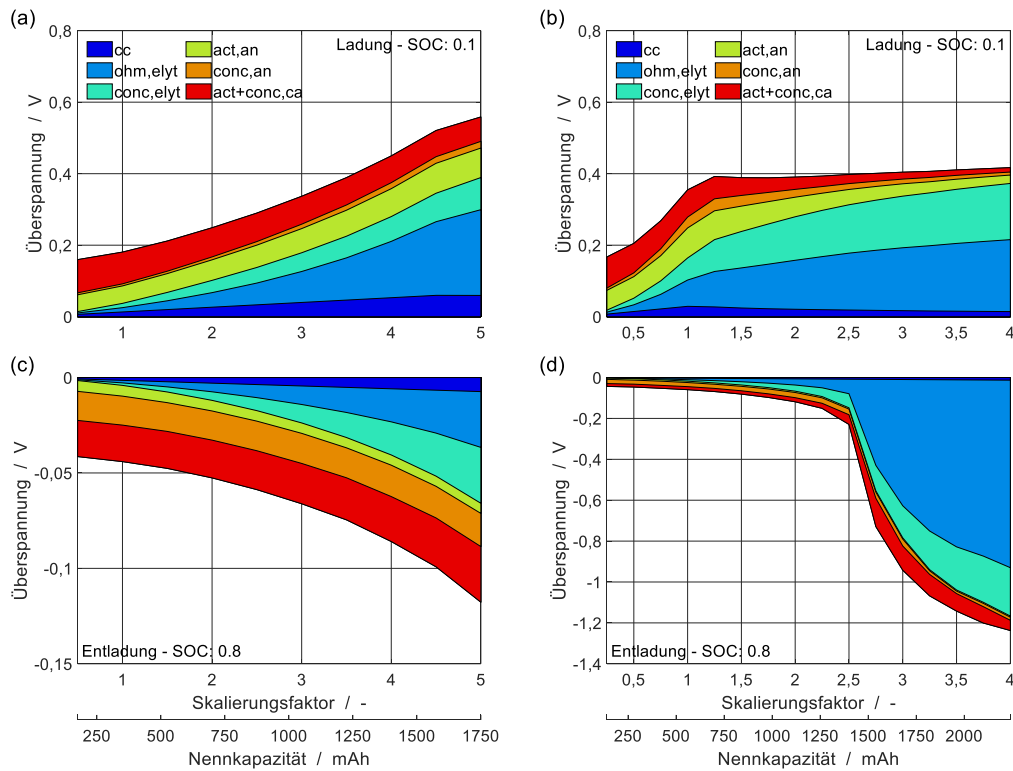 (a)
0,8
0,6
0,4
0,2
0
Überspannung / V
cc
ohm,elyt
conc,elyt
act,an
conc,an
act+conc,ca
Ladung - SOC: 0.1
1 2 3 4 5
(b)
0,8
0,6
0,4
0,2
0
Überspannung / V
cc
ohm,elyt
conc,elyt
act,an
conc,an
act+conc,ca
Ladung - SOC: 0.1
0,5 1 1,5 2 2,5 3 3,5 4
(c)
0
-0,05
-0,1
-0,15
Überspannung / V
Entladung - SOC: 0.8
1 2 3 4 5
Skalierungsfaktor / -
250 500 750 1000 1250 1500 1750
Nennkapazität / mAh
(d)
0
-0,2
-0,4
-0,6
-0,8
-1
-1,2
-1,4
Überspannung / V
Entladung - SOC: 0.8
0,5 1 1,5 2 2,5 3 3,5 4
Skalierungsfaktor / -
250 500 750 1000 1250 1500 1750 2000
Nennkapazität / mAh